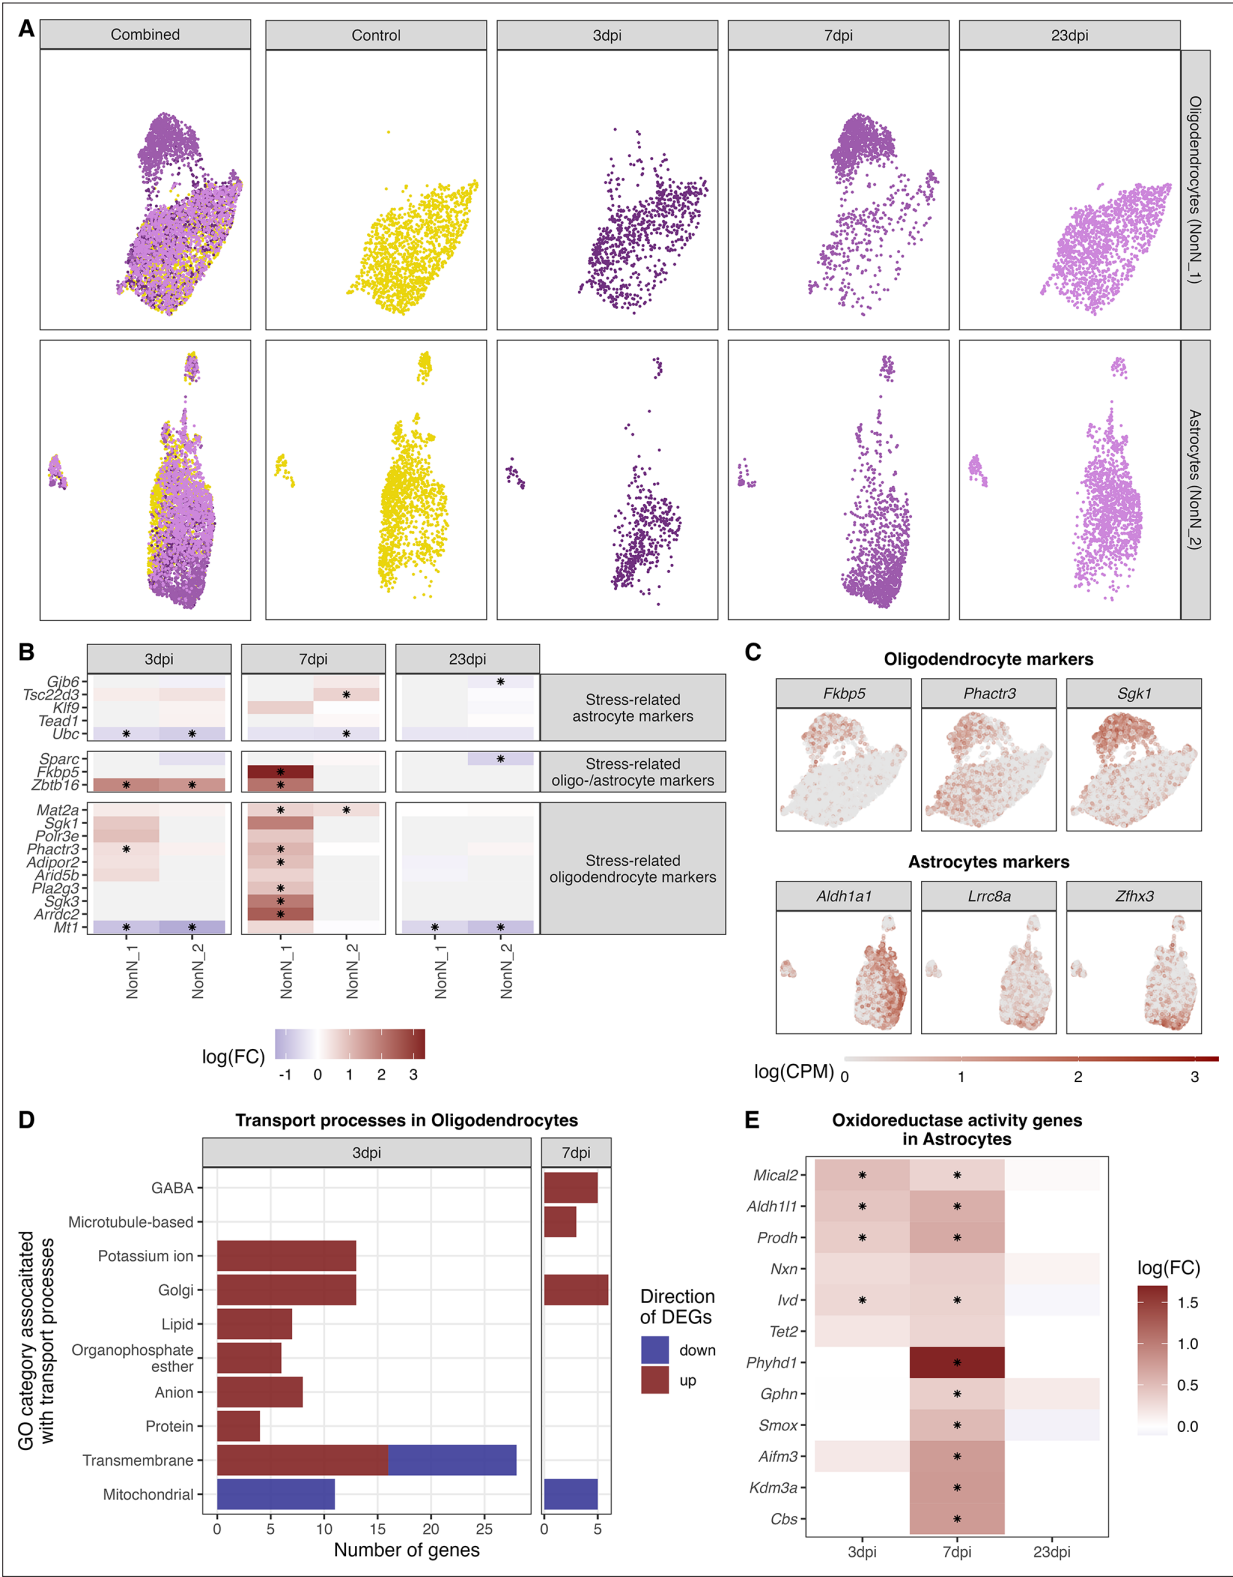 A
Combined
Control
3dpi
7dpi
23dpi
Oligodendrocytes (NonN_1)
Astrocytes (NonN_2)
B
3dpi
7dpi
23dpi
Gjb6
Tsc22d3
Klf9
Tead1
Ubc
Stress-related
astrocyte markers
Sparc
Fkbp5
Zbtb16
Stress-related
oligo-/astrocyte markers
Mat2a
Sgk1
Polr3e
Phactr3
Adipor2
Arid5b
Pla2g3
Sgk3
Arrdc2
Mt1
Stress-related
oligodendrocyte markers
NonN_1
NonN_2
NonN_1
NonN_2
NonN_1
NonN_2
log(FC)
-1 0 1 2 3
C
Oligodendrocyte markers
Fkbp5
Phactr3
Sgk1
Astrocytes markers
Aldh1a1
Lrrc8a
Zfhx3
log(CPM)
0 1 2 3
D
Transport processes in Oligodendrocytes
3dpi
7dpi
GO category assocaitated
with transport processes
GABA
Microtubule-based
Potassium ion
Golgi
Lipid
Organophosphate
esther
Anion
Protein
Transmembrane
Mitochondrial
0 5 10 15 20 25
0 5
Number of genes
Direction
of DEGs
down
up
E
Oxidoreductase activity genes
in Astrocytes
Mical2
Aldh1l1
Prodh
Nxn
Ivd
Tet2
Phyhd1
Gphn
Smox
Aifm3
Kdm3a
Cbs
3dpi
7dpi
23dpi
log(FC)
1.5
1.0
0.5
0.0